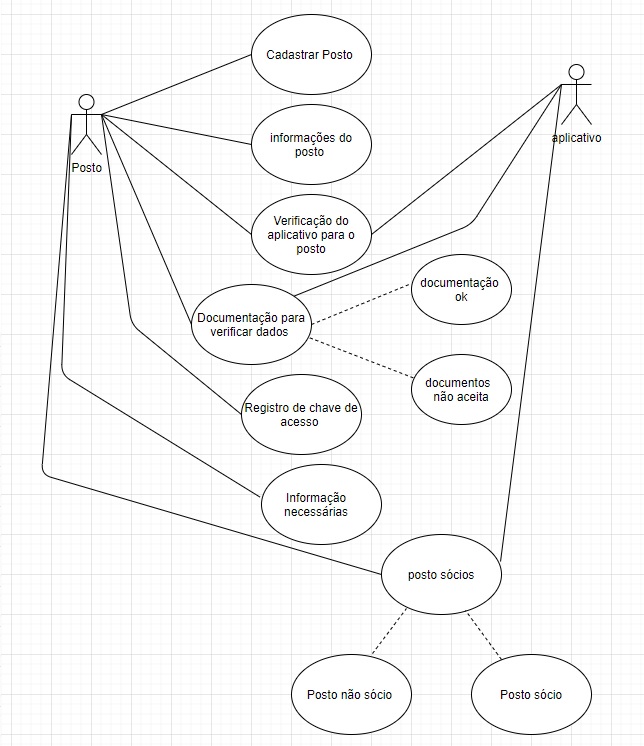 Cadastrar Posto
aplicativo
informações do
posto
Posto
Verificação do
aplicativo para o
posto
documentação
ok
Documentação para
verificar dados
documentos
não aceita
Registro de chave de
acesso
Informação
necessárias
posto sócios
Posto não sócio
Posto sócio